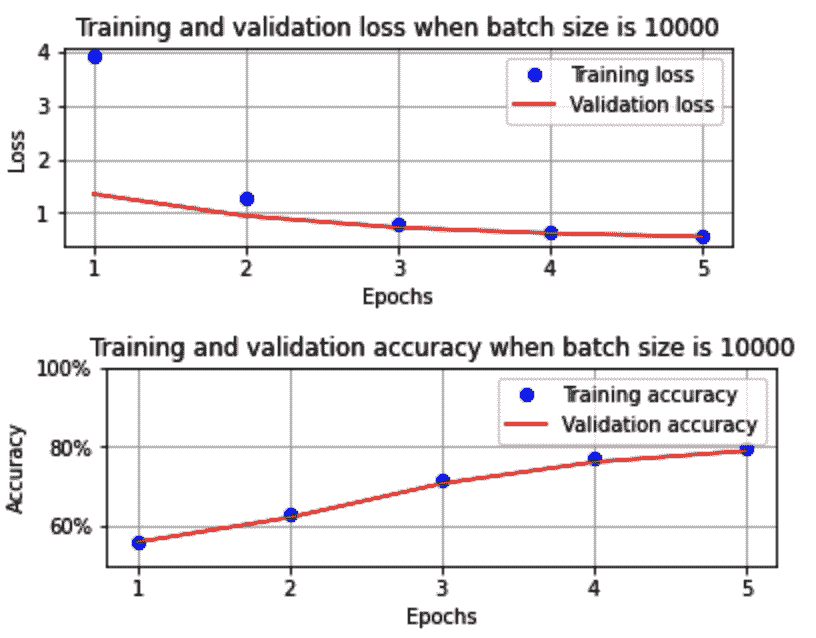 Training and validation loss when batch size is 10000
4
3
2
1
Loss
Training loss
Validation loss
1 2 3 4 5
Epochs
Training and validation accuracy when batch size is 10000
100%
80%
60%
Accuracy
Training accuracy
Validation accuracy
1 2 3 4 5
Epochs